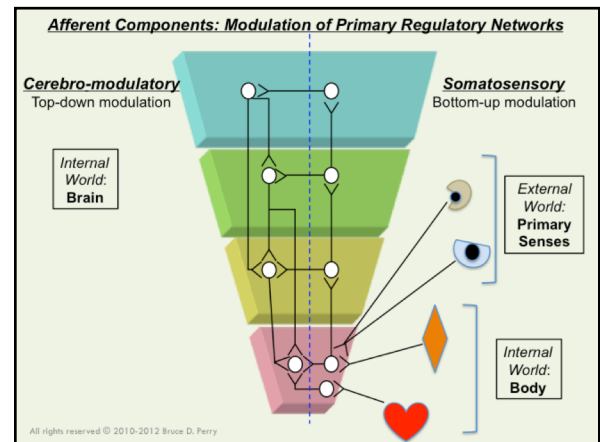 Afferent Components: Modulation of Primary Regulatory Networks
Cerebro-modulatory
Top-down modulation
Somatosensory
Bottom-up modulation
Internal
World:
Brain
External
World:
Primary
Senses
Internal
World:
Body
All rights reserved © 2010-2012 Bruce D. Perry